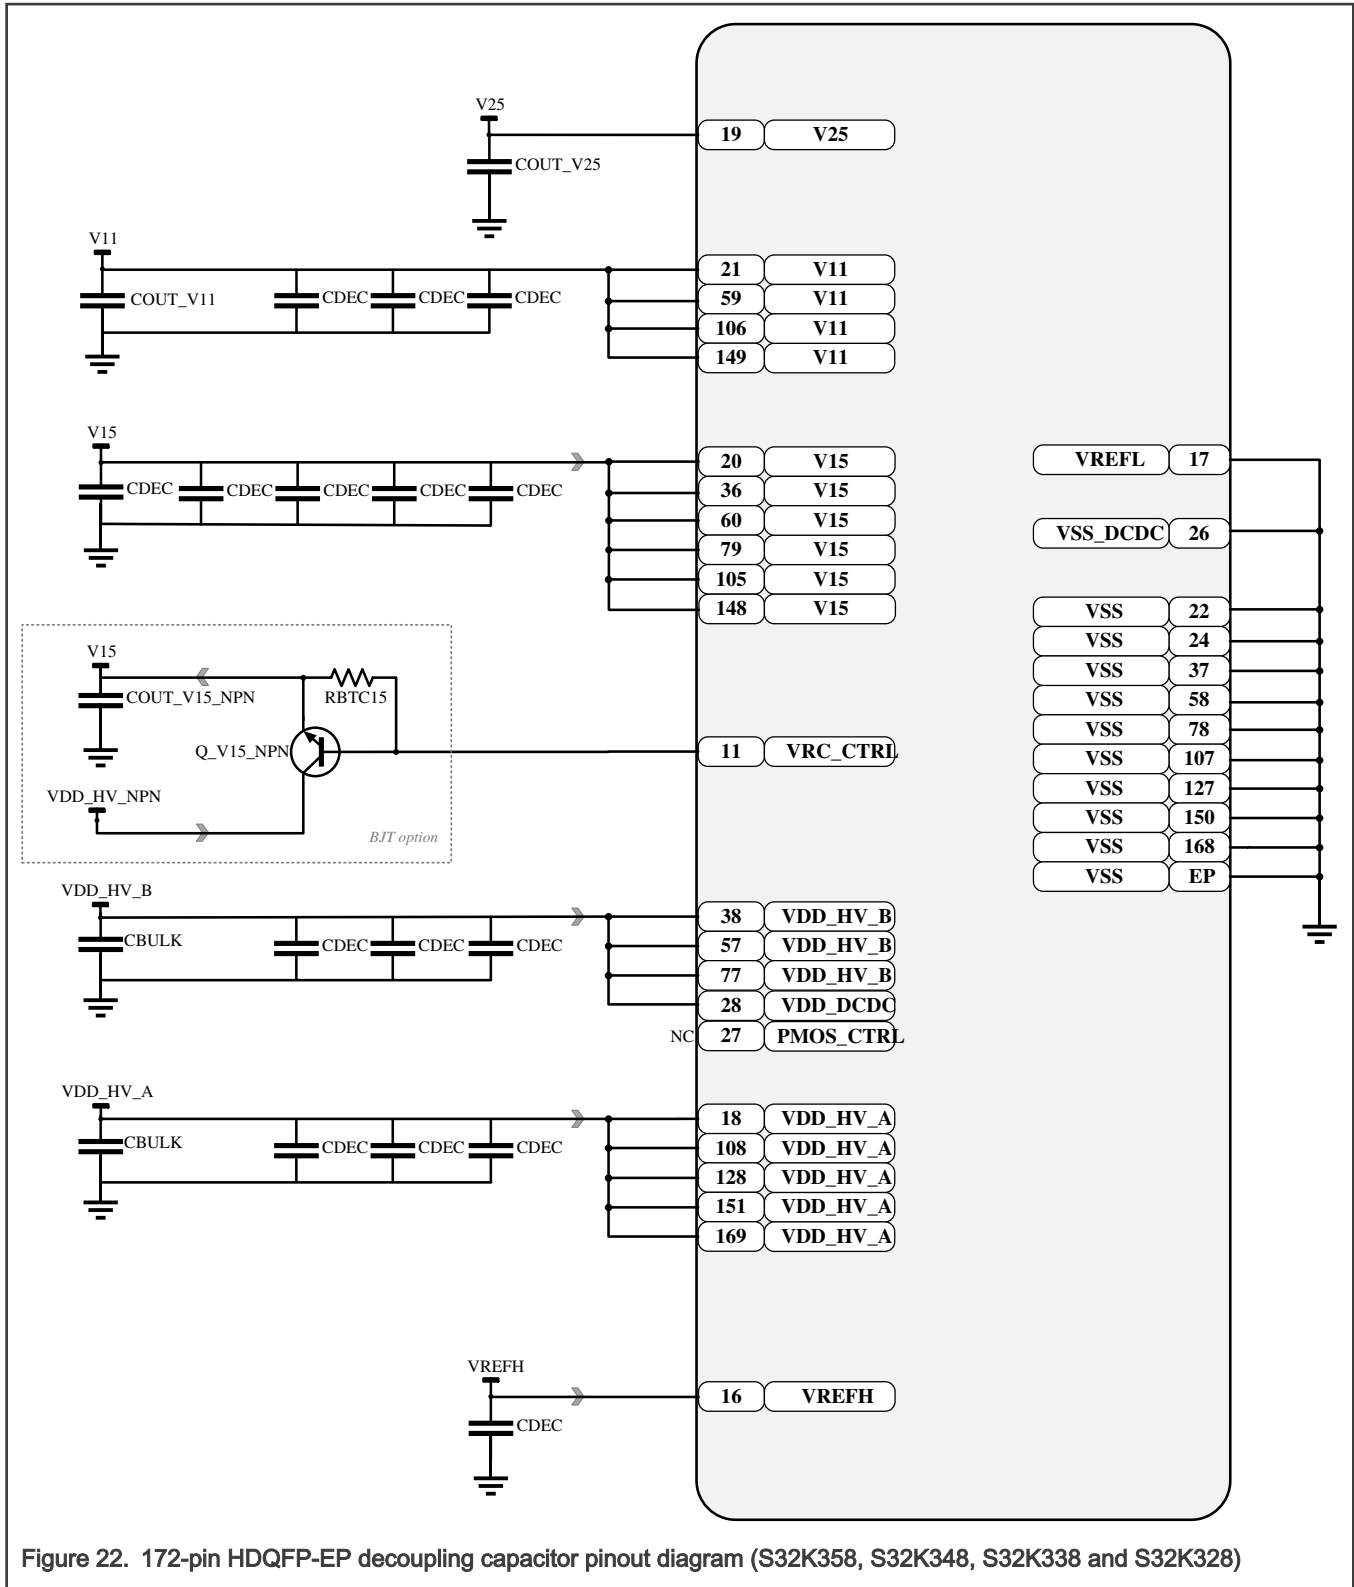 V25
19 V25
COUT_V25
V11
COUT_V11 CDEC CDEC CDEC
21 V11
59 V11
106 V11
149 V11
V15
CDEC CDEC CDEC CDEC CDEC
20 V15
36 V15
60 V15
79 V15
105 V15
148 V15
VREFL 17
VSS_DCDC 26
VSS 22
VSS 24
VSS 37
VSS 58
VSS 78
VSS 107
VSS 127
VSS 150
VSS 168
VSS EP
V15
COUT_V15_NPN
RBTC15
Q_V15_NPN
VDD_HV_NPN
BJT option
11 VRC_CTRL
VDD_HV_B
CBULK CDEC CDEC CDEC
38 VDD_HV_B
57 VDD_HV_B
77 VDD_HV_B
28 VDD_DCDC
NC 27 PMOS_CTRL
VDD_HV_A
CBULK CDEC CDEC CDEC
18 VDD_HV_A
108 VDD_HV_A
128 VDD_HV_A
151 VDD_HV_A
169 VDD_HV_A
VREFH
16 VREFH
CDEC
Figure 22. 172-pin HDQFP-EP decoupling capacitor pinout diagram (S32K358, S32K348, S32K338 and S32K328)